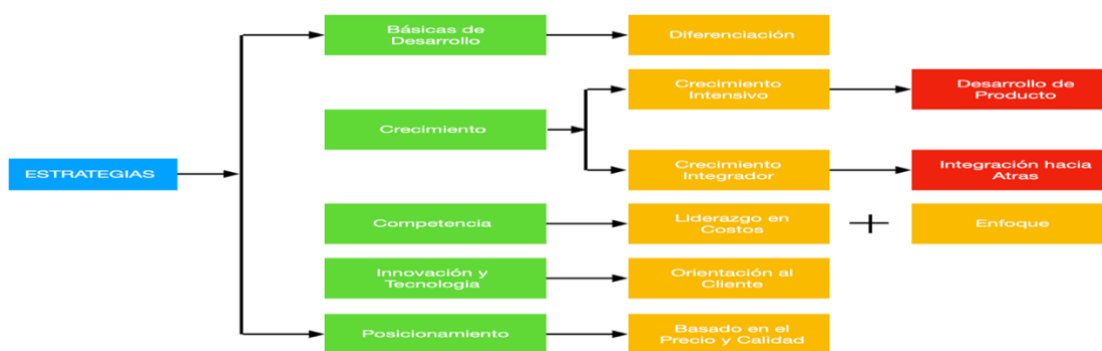 Básicas de
Desarrollo
Diferenciación
Crecimiento
Intensivo
Desarrollo de
Producto
Crecimiento
ESTRATEGIAS
Crecimiento
Integrador
Integración hacia
Atras
Competencia
Liderazgo en
Costos
+
Enfoque
Innovación y
Tecnologia
Orientación al
Cliente
Posicionamiento
Basado en el
Precio y Calidad